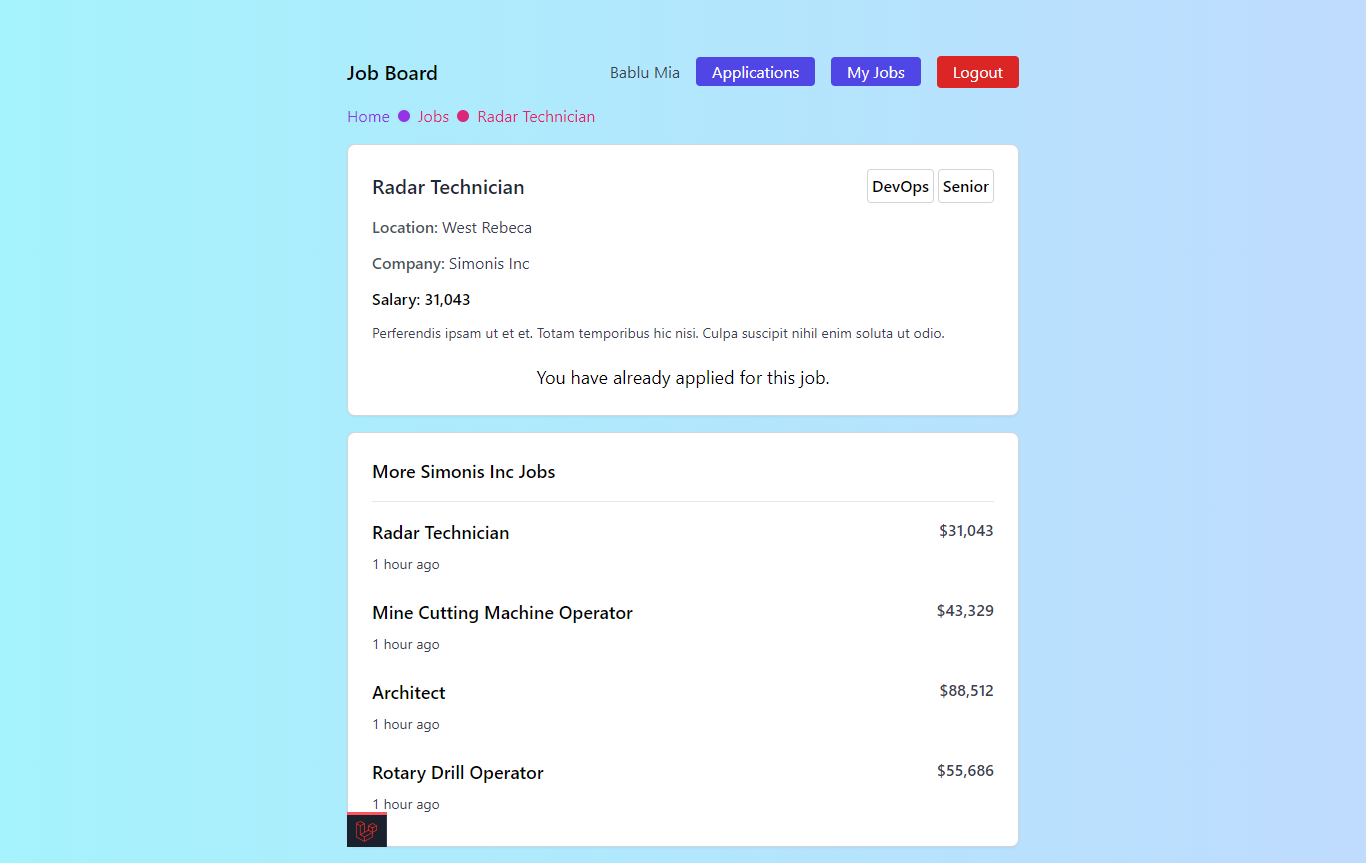 Job Board
Bablu Mia
Applications
My Jobs
Logout
Home Jobs Radar Technician
Radar Technician
DevOps
Senior
Location: West Rebeca
Company: Simonis Inc
Salary: 31,043
Perferendis ipsam ut et et. Totam temporibus hic nisi. Culpa suscipit nihil enim soluta ut odio.
You have already applied for this job.
More Simonis Inc Jobs
Radar Technician
$31,043
1 hour ago
Mine Cutting Machine Operator
$43,329
1 hour ago
Architect
$88,512
1 hour ago
Rotary Drill Operator
$55,686
1 hour ago